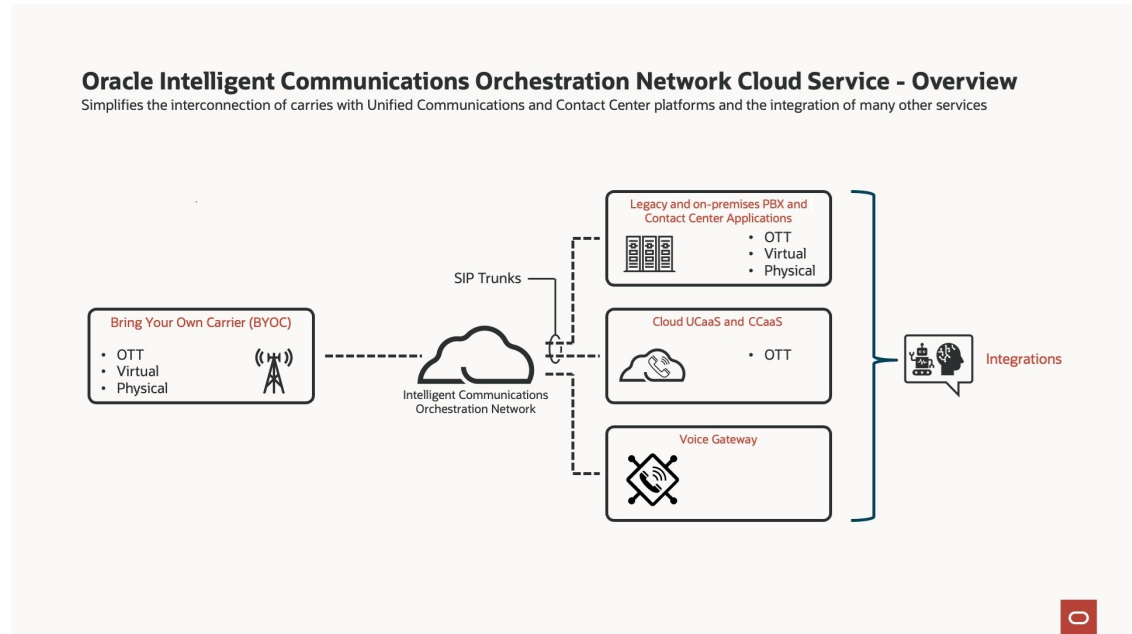 Oracle Intelligent Communications Orchestration Network Cloud Service - Overview
Simplifies the interconnection of carries with Unified Communications and Contact Center platforms and the integration of many other services
Legacy and on-premises PBX and
Contact Center Applications
• OTT
• Virtual
• Physical
SIP Trunks
Bring Your Own Carrier (BYOC)
• OTT
• Virtual
• Physical
Intelligent Communications
Orchestration Network
Cloud UCaaS and CCaaS
• OTT
Integrations
Voice Gateway